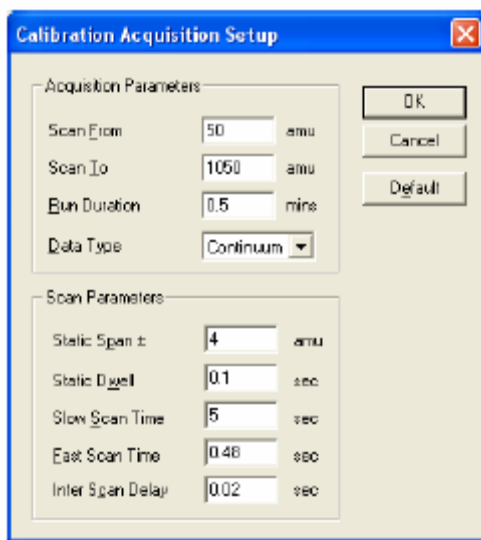 Calibration Acquisition Setup
Acquisition Parameters
Scan From 50 amu
Scan To 1050 amu
Run Duration 0.5 mins
Data Type Continuum
OK
Cancel
Default
Scan Parameters
Static Span ± 4 amu
Static Dwell 0.1 sec
Slow Scan Time 5 sec
Fast Scan Time 0.48 sec
Inter Scan Delay 0.02 sec